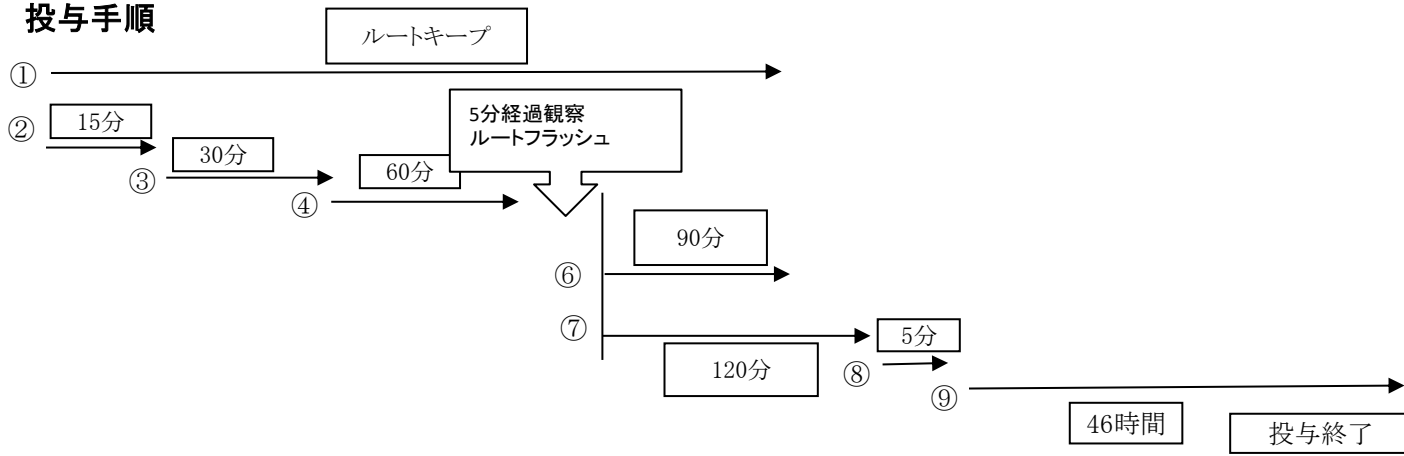 投与手順
ルートキープ
①
5分経過観察
ルートフラッシュ
② 15分
③ 30分
④ 60分
⑥ 90分
⑦ 120分
⑧ 5分
⑨ 46時間
投与終了